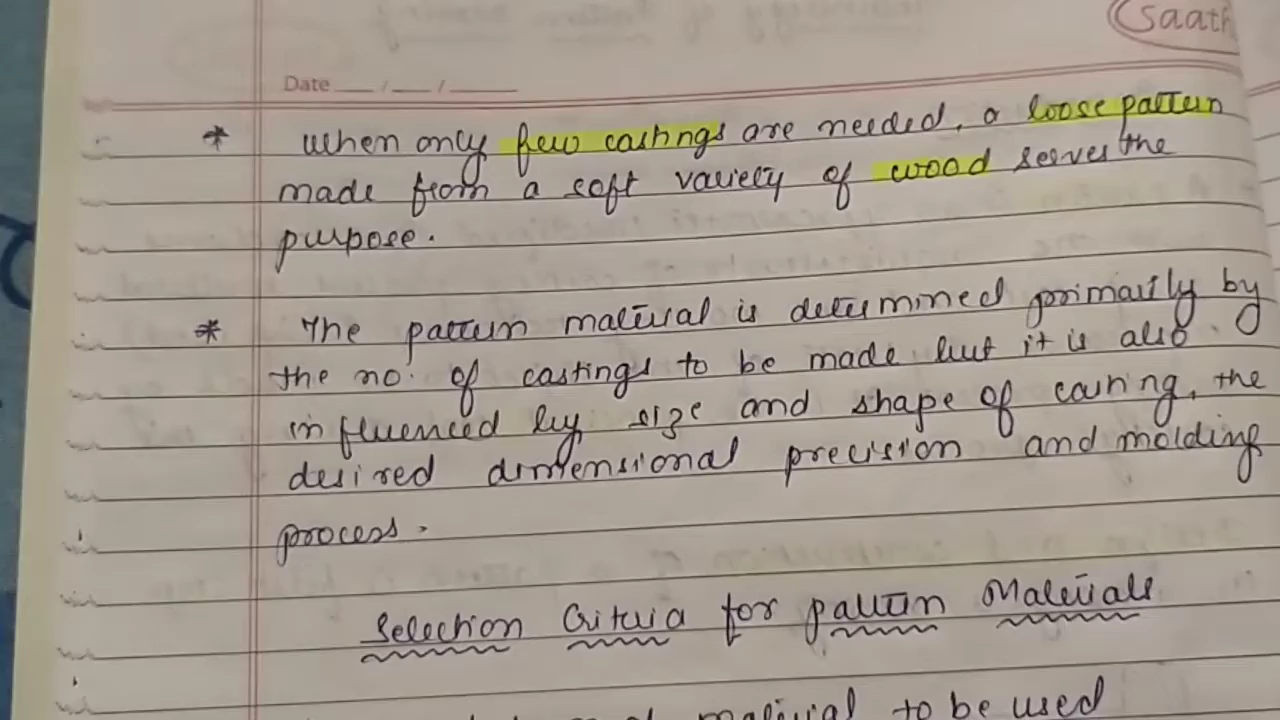 Saath
Date __/__/____
* When only few castings are needed, a loose pattern
made from a soft variety of wood serves the
purpose.
* The pattern material is determined primarily by
the no. of castings to be made but it is also
influenced by size and shape of casting, the
desired dimensional precision and molding
process.
Selection Criteria for pattern Materials
material to be used